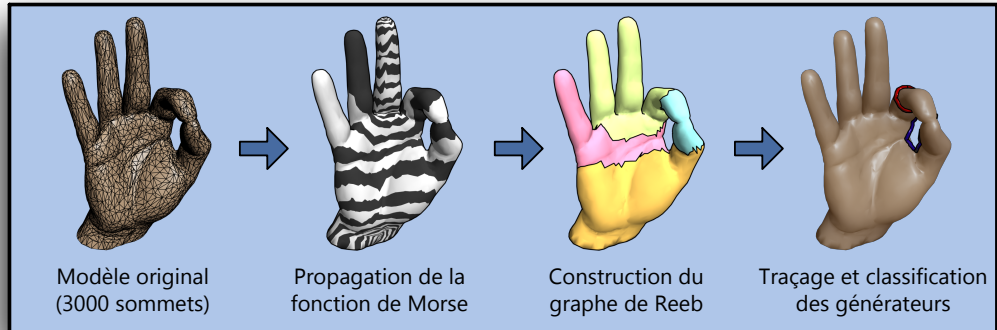 Modèle original
(3000 sommets)
Propagation de la
fonction de Morse
Construction du
graphe de Reeb
Traçage et classification
des générateurs